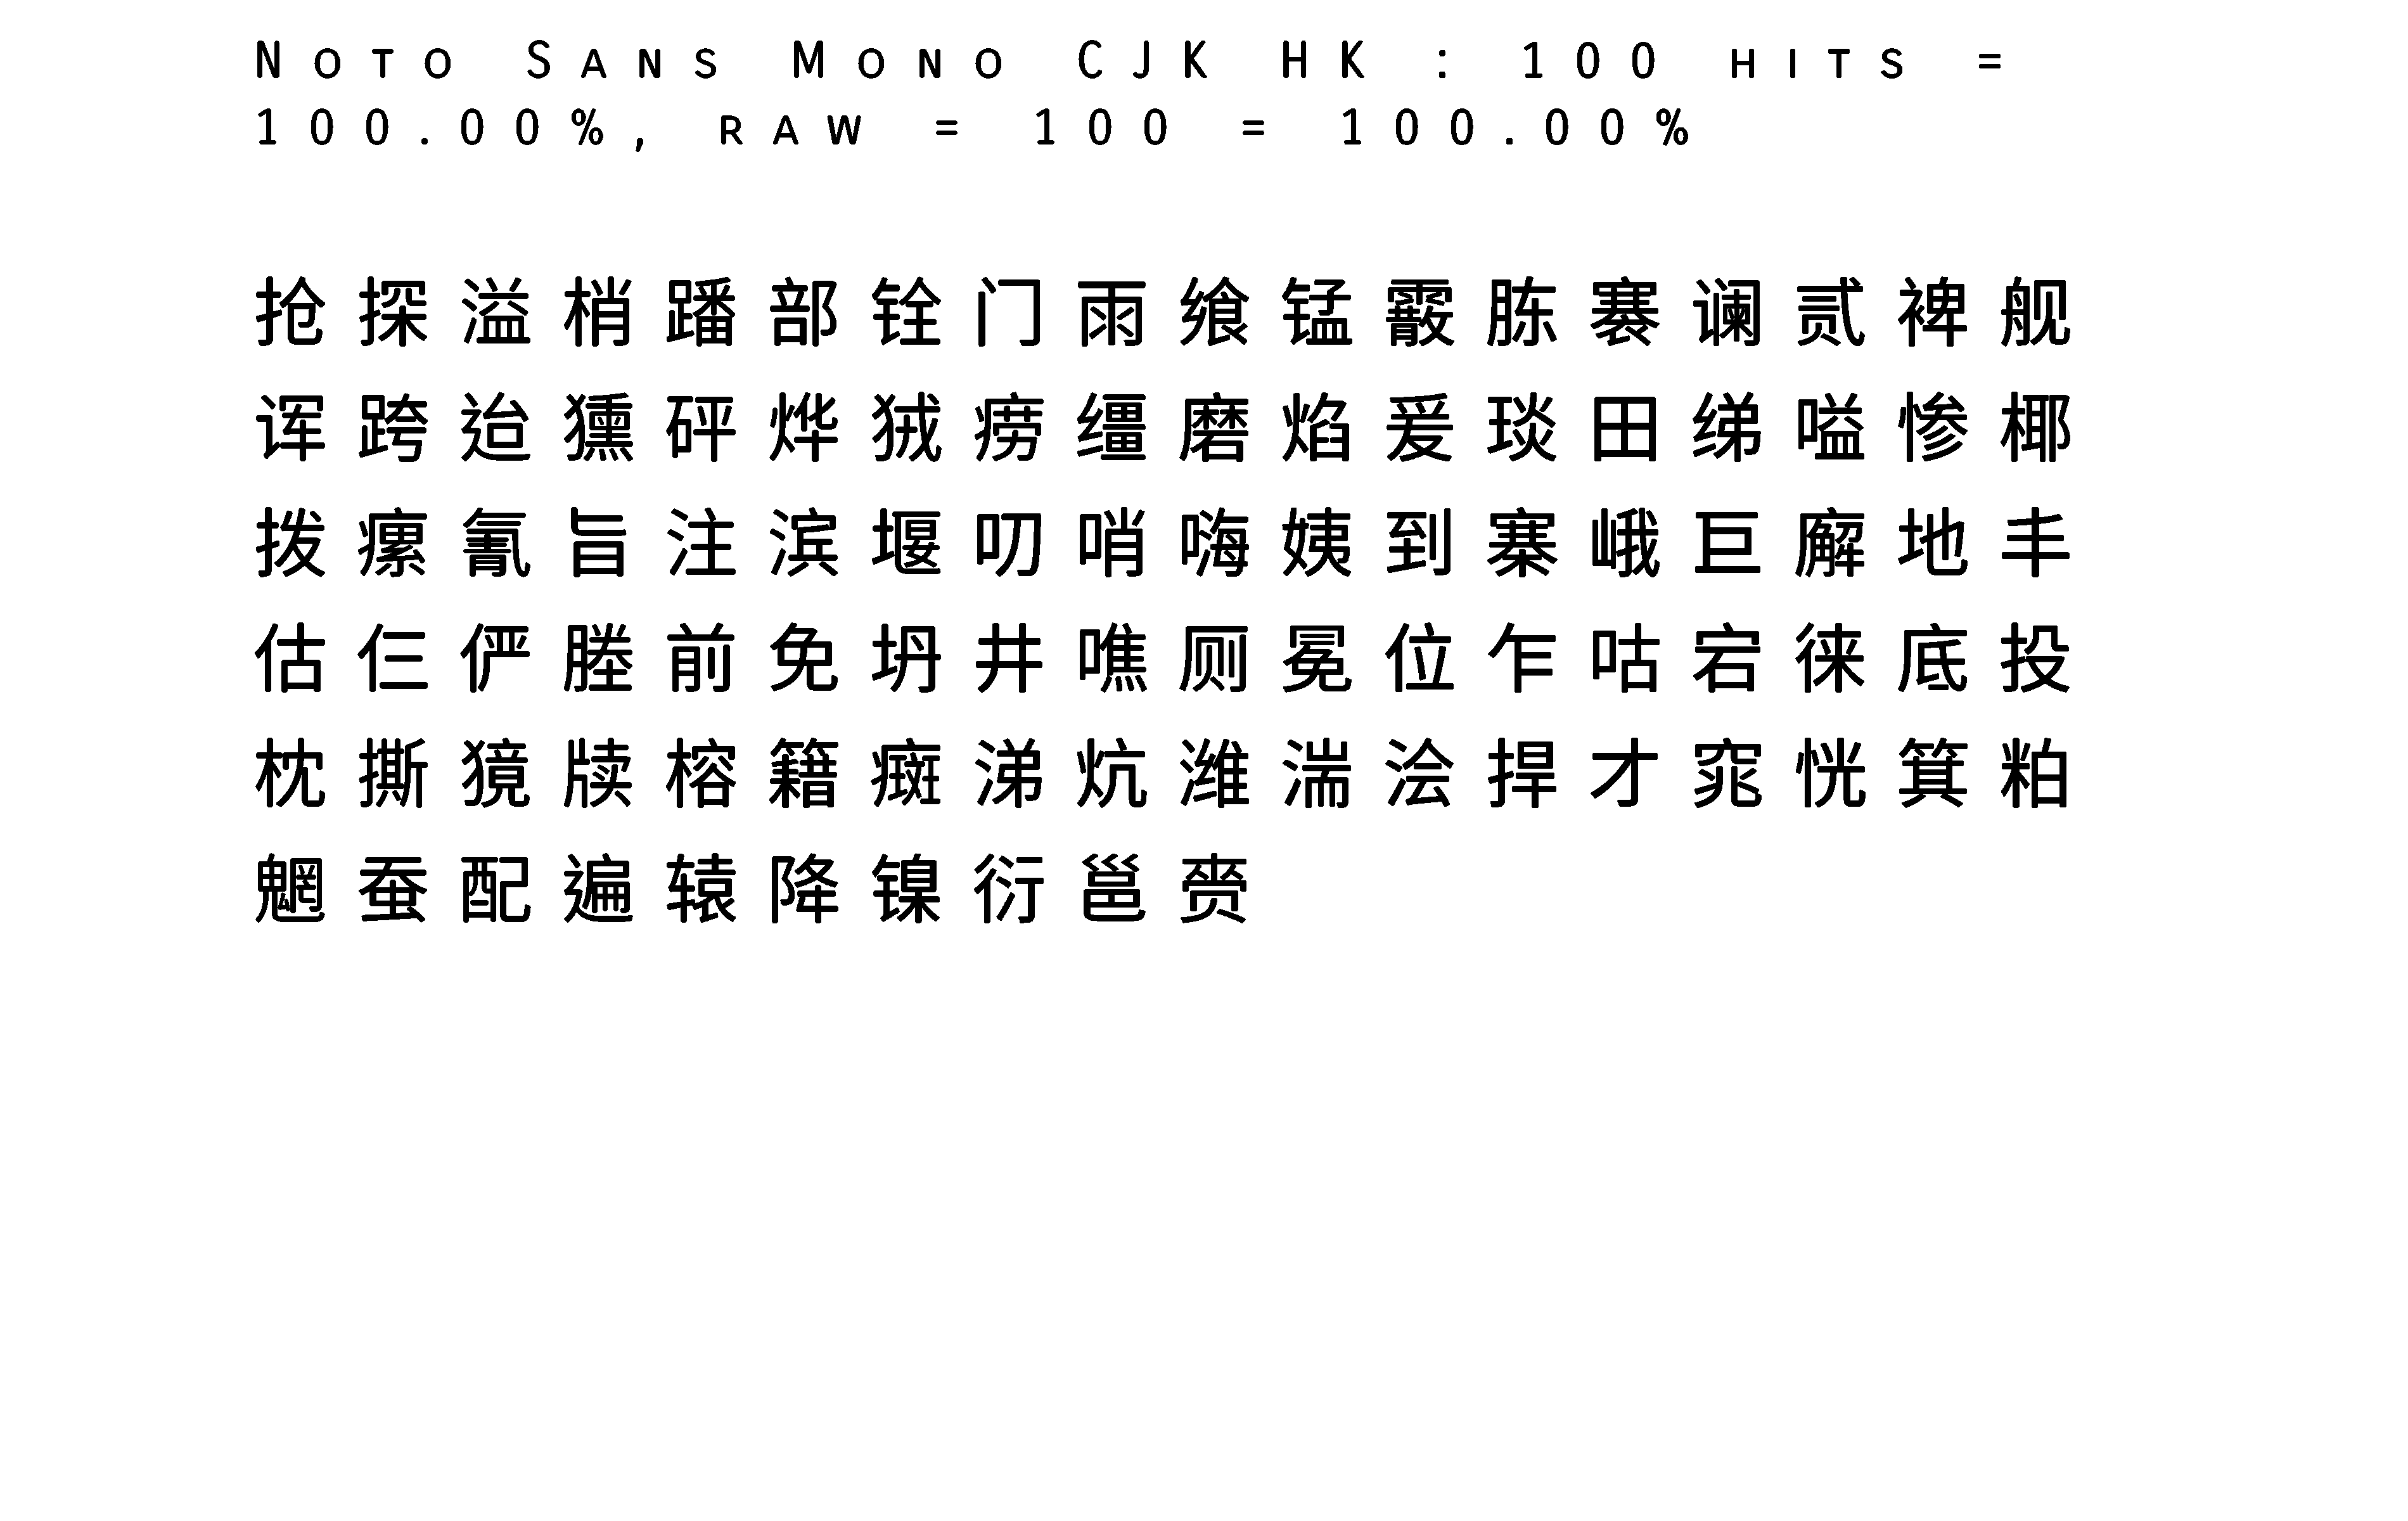 Noto Sans Mono CJK HK : 100 hits =
100.00%, raw = 100 = 100.00%
抢探溢梢蹯部铨门雨飨锰霰胨褰谰贰裨舰
诨跨迨獯砰烨狨痨缰磨焰爰琰田绨嗌惨椰
拨瘰氰旨注滨堰叨哨嗨姨到寨峨巨廨地丰
估仨俨塍前免坍井噍厕冕位乍咕宕徕底投
枕撕獍牍榕籍癍涕炕潍湍浍捍才窕恍箕粕
魍蚕配遍辕降镍衍邕赍